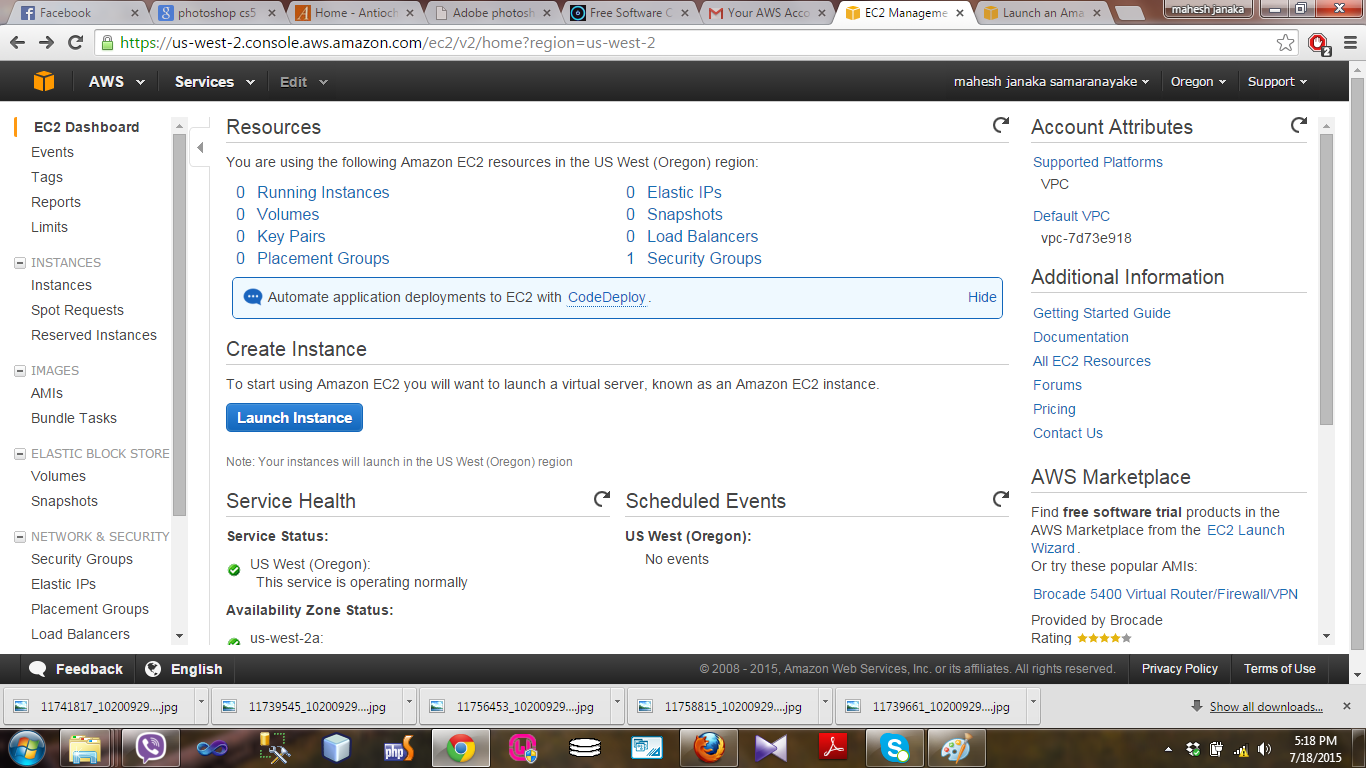 Facebook
photoshop cs5
Home - Antioch
Adobe photosh
Free Software C
Your AWS Acco
EC2 Manageme
Launch an Ama
mahesh janaka
https://us-west-2.console.aws.amazon.com/ec2/v2/home?region=us-west-2
2
AWS
Services
Edit
mahesh janaka samaranayake
Oregon
Support
EC2 Dashboard
Events
Tags
Reports
Limits
INSTANCES
Instances
Spot Requests
Reserved Instances
IMAGES
AMIs
Bundle Tasks
ELASTIC BLOCK STORE
Volumes
Snapshots
NETWORK & SECURITY
Security Groups
Elastic IPs
Placement Groups
Load Balancers
Resources
You are using the following Amazon EC2 resources in the US West (Oregon) region:
0 Running Instances
0 Elastic IPs
0 Volumes
0 Snapshots
0 Key Pairs
0 Load Balancers
0 Placement Groups
1 Security Groups
Automate application deployments to EC2 with CodeDeploy.
Hide
Create Instance
To start using Amazon EC2 you will want to launch a virtual server, known as an Amazon EC2 instance.
Launch Instance
Note: Your instances will launch in the US West (Oregon) region
Service Health
Service Status:
US West (Oregon):
This service is operating normally
Availability Zone Status:
us-west-2a:
Scheduled Events
US West (Oregon):
No events
Account Attributes
Supported Platforms
VPC
Default VPC
vpc-7d73e918
Additional Information
Getting Started Guide
Documentation
All EC2 Resources
Forums
Pricing
Contact Us
AWS Marketplace
Find free software trial products in the
AWS Marketplace from the EC2 Launch
Wizard.
Or try these popular AMIs:
Brocade 5400 Virtual Router/Firewall/VPN
Provided by Brocade
Rating
Feedback
English
© 2008 - 2015, Amazon Web Services, Inc. or its affiliates. All rights reserved.
Privacy Policy
Terms of Use
11741817_10200929....jpg
11739545_10200929....jpg
11756453_10200929....jpg
11758815_10200929....jpg
11739661_10200929....jpg
Show all downloads...
php
5:18 PM
7/18/2015